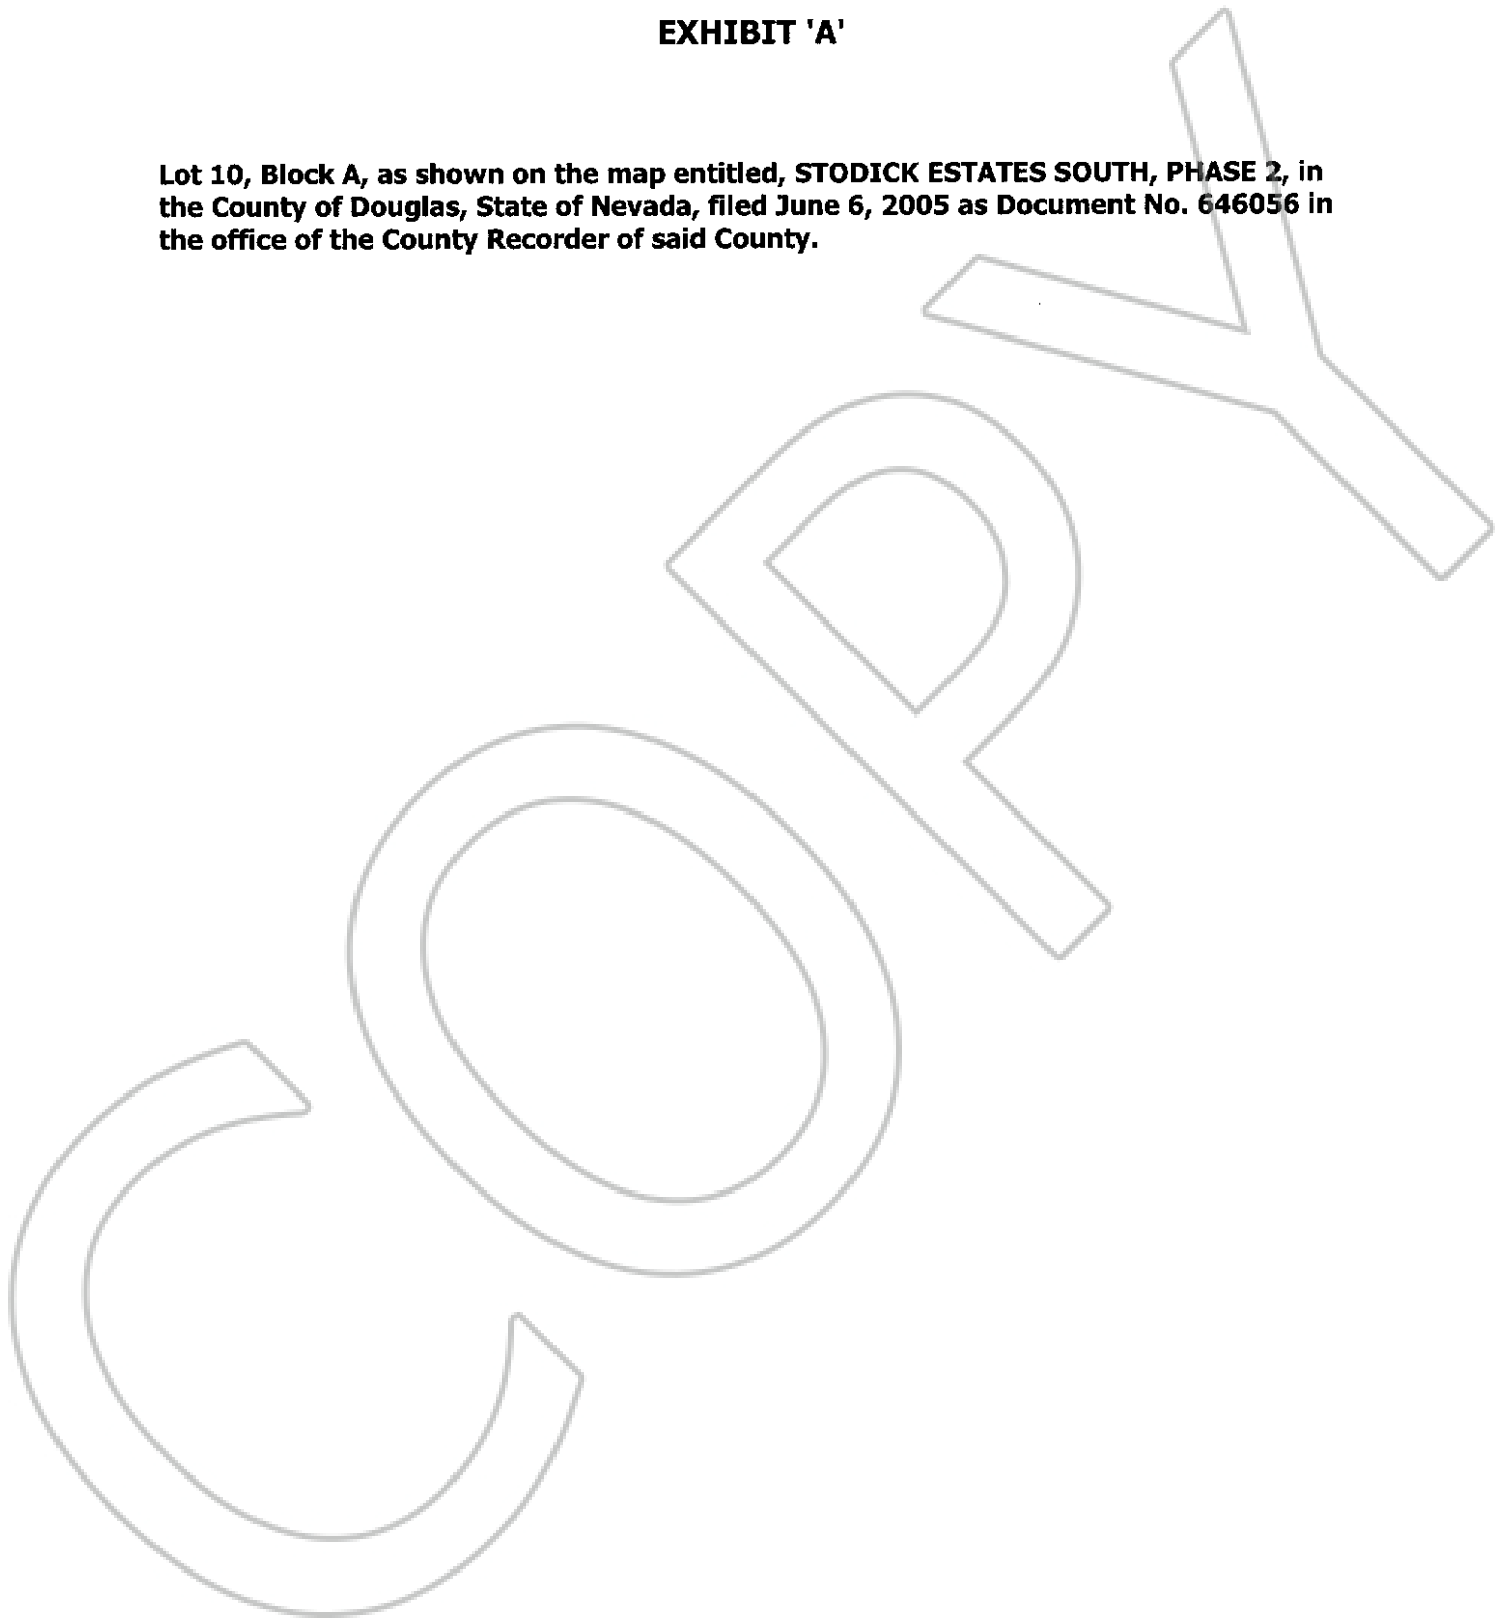 EXHIBIT 'A'
Lot 10, Block A, as shown on the map entitled, STODICK ESTATES SOUTH, PHASE 2, in
the County of Douglas, State of Nevada, filed June 6, 2005 as Document No. 646056 in
the office of the County Recorder of said County.
COPY